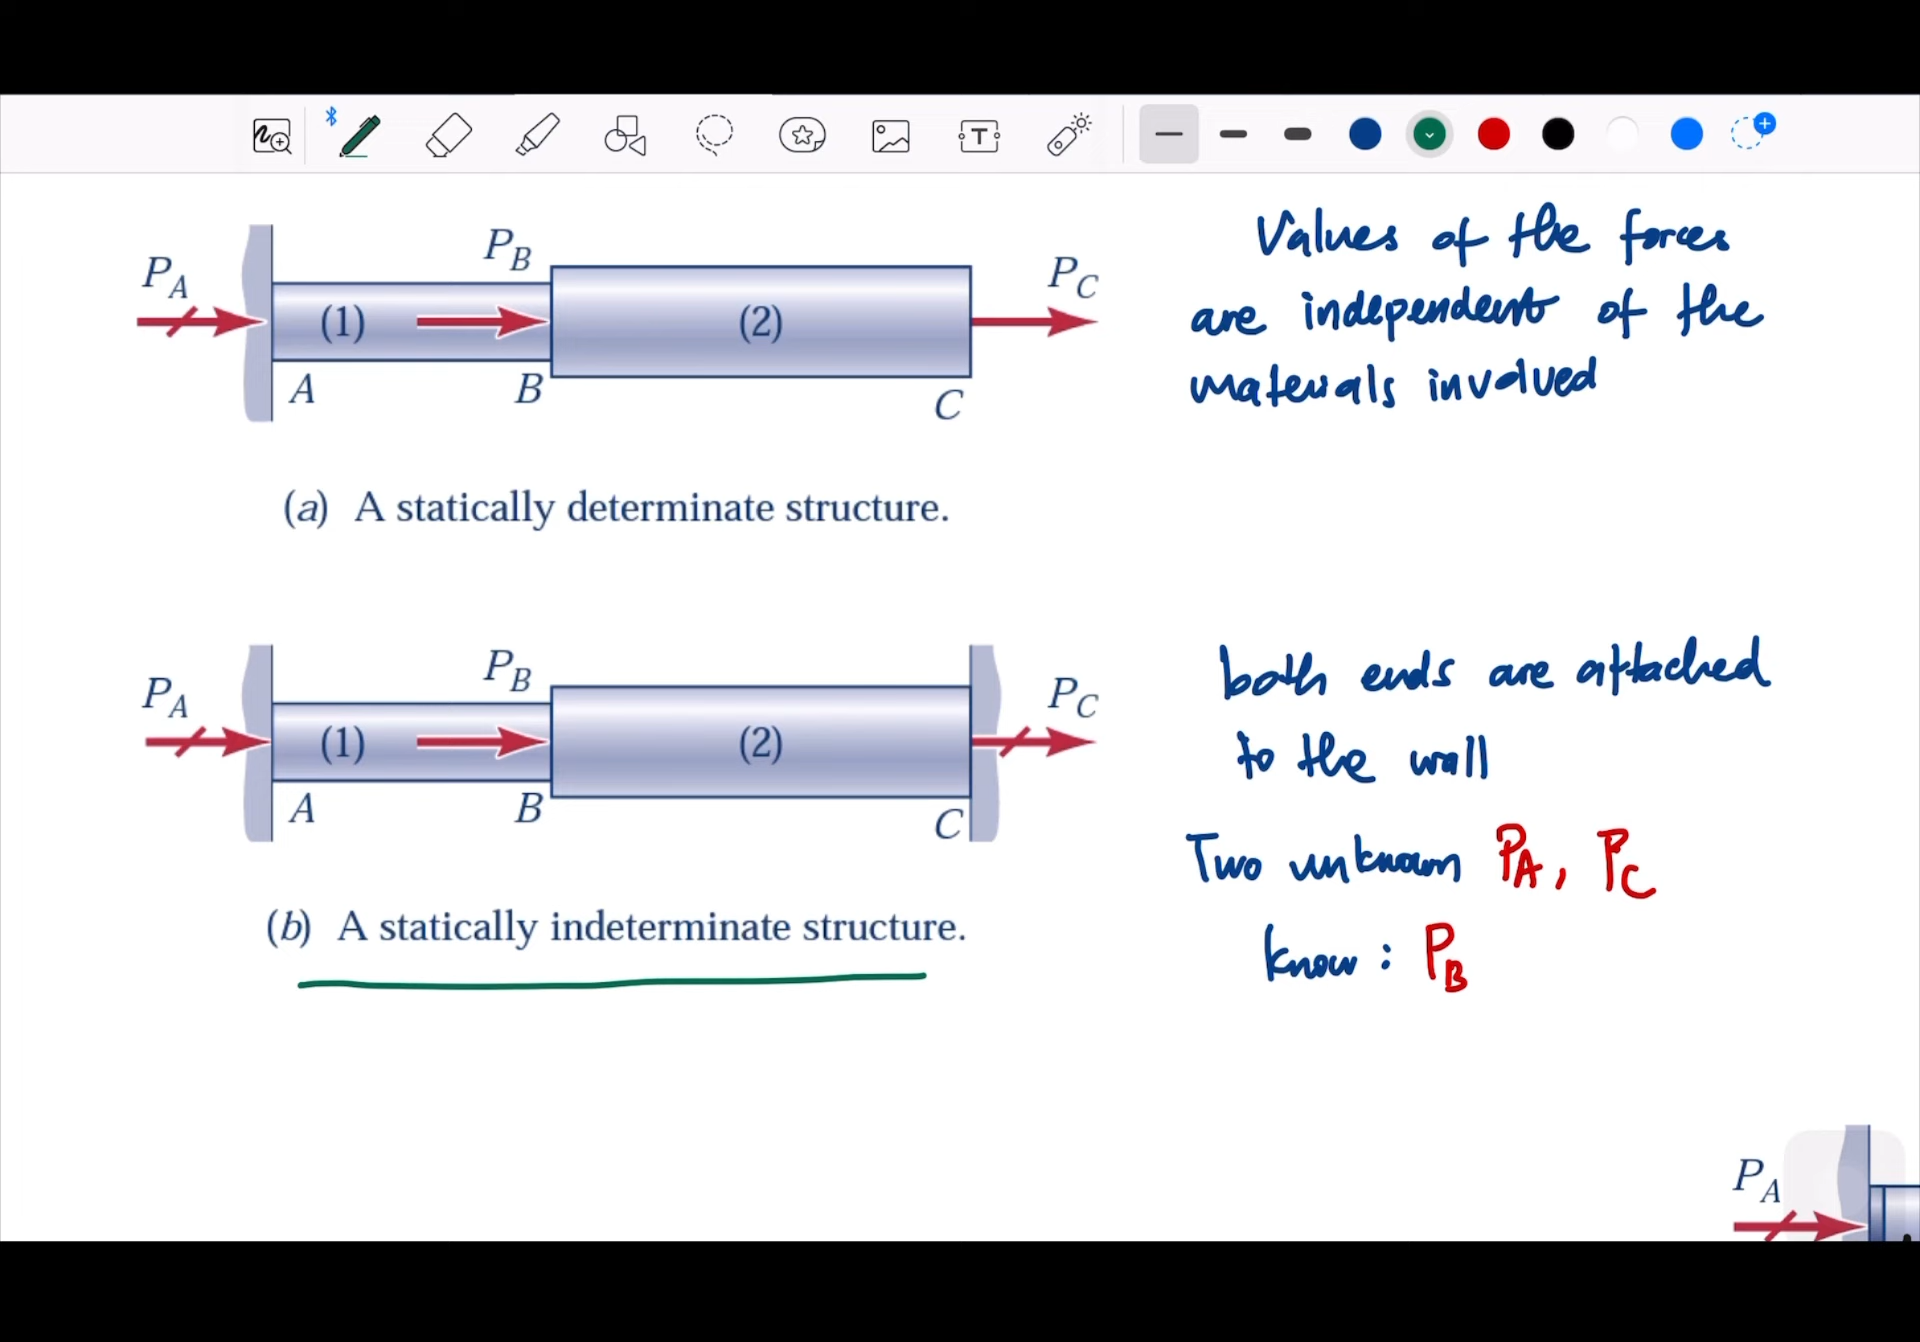 P_A
P_B
P_C
(1)
(2)
A
B
C
Values of the forces
are independent of the
materials involved
(a) A statically determinate structure.
P_A
P_B
P_C
(1)
(2)
A
B
C
both ends are attached
to the wall
Two unknown P_A, P_C
know : P_B
(b) A statically indeterminate structure.
P_A
T